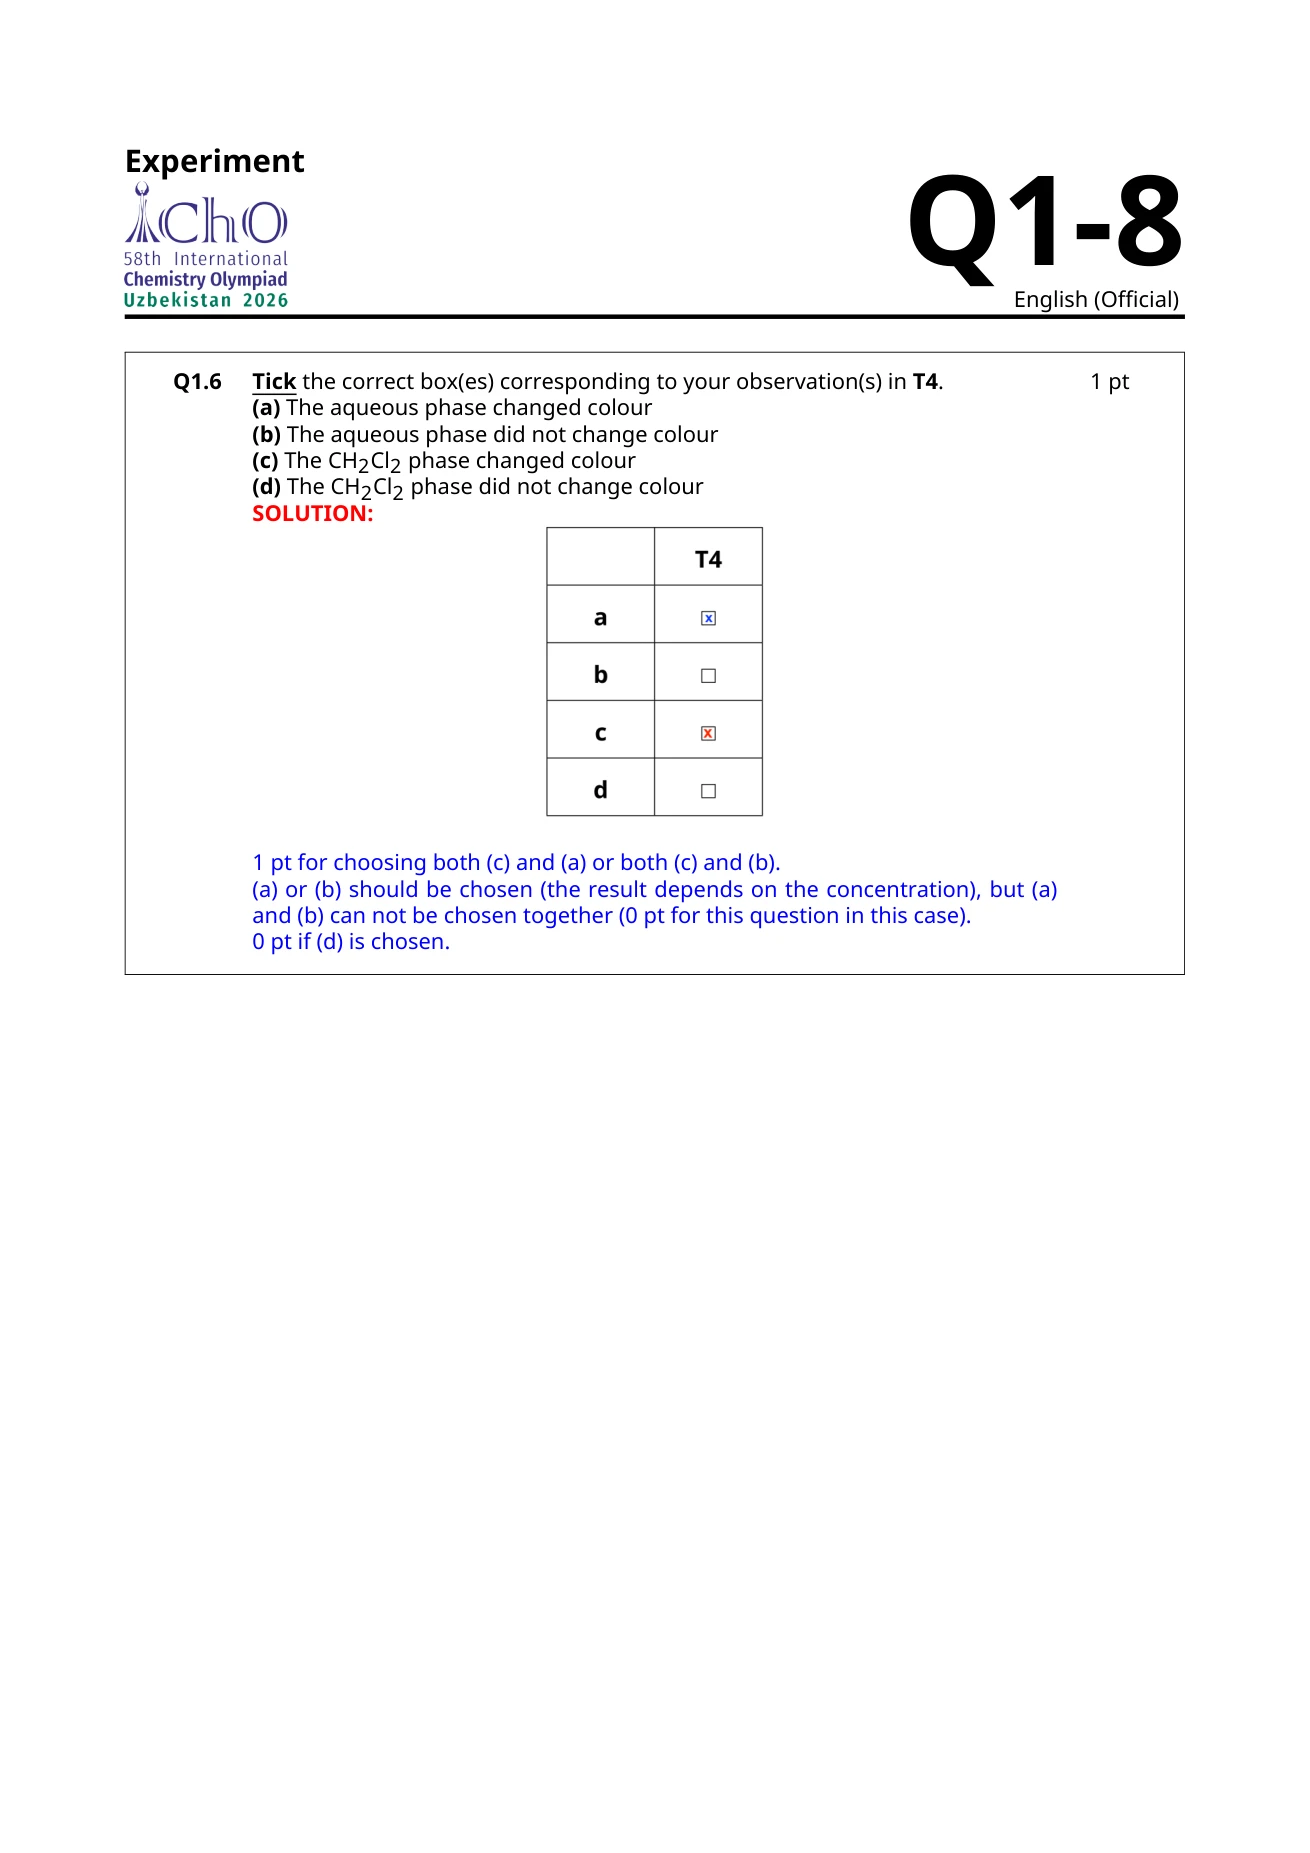 Experiment
IChO
58th International
Chemistry Olympiad
Uzbekistan 2026
Q1-8
English (Official)
Q1.6 Tick the correct box(es) corresponding to your observation(s) in T4. 1 pt
(a) The aqueous phase changed colour
(b) The aqueous phase did not change colour
(c) The CH2Cl2 phase changed colour
(d) The CH2Cl2 phase did not change colour
SOLUTION:
T4
a x
b
c x
d
1 pt for choosing both (c) and (a) or both (c) and (b).
(a) or (b) should be chosen (the result depends on the concentration), but (a)
and (b) can not be chosen together (0 pt for this question in this case).
0 pt if (d) is chosen.